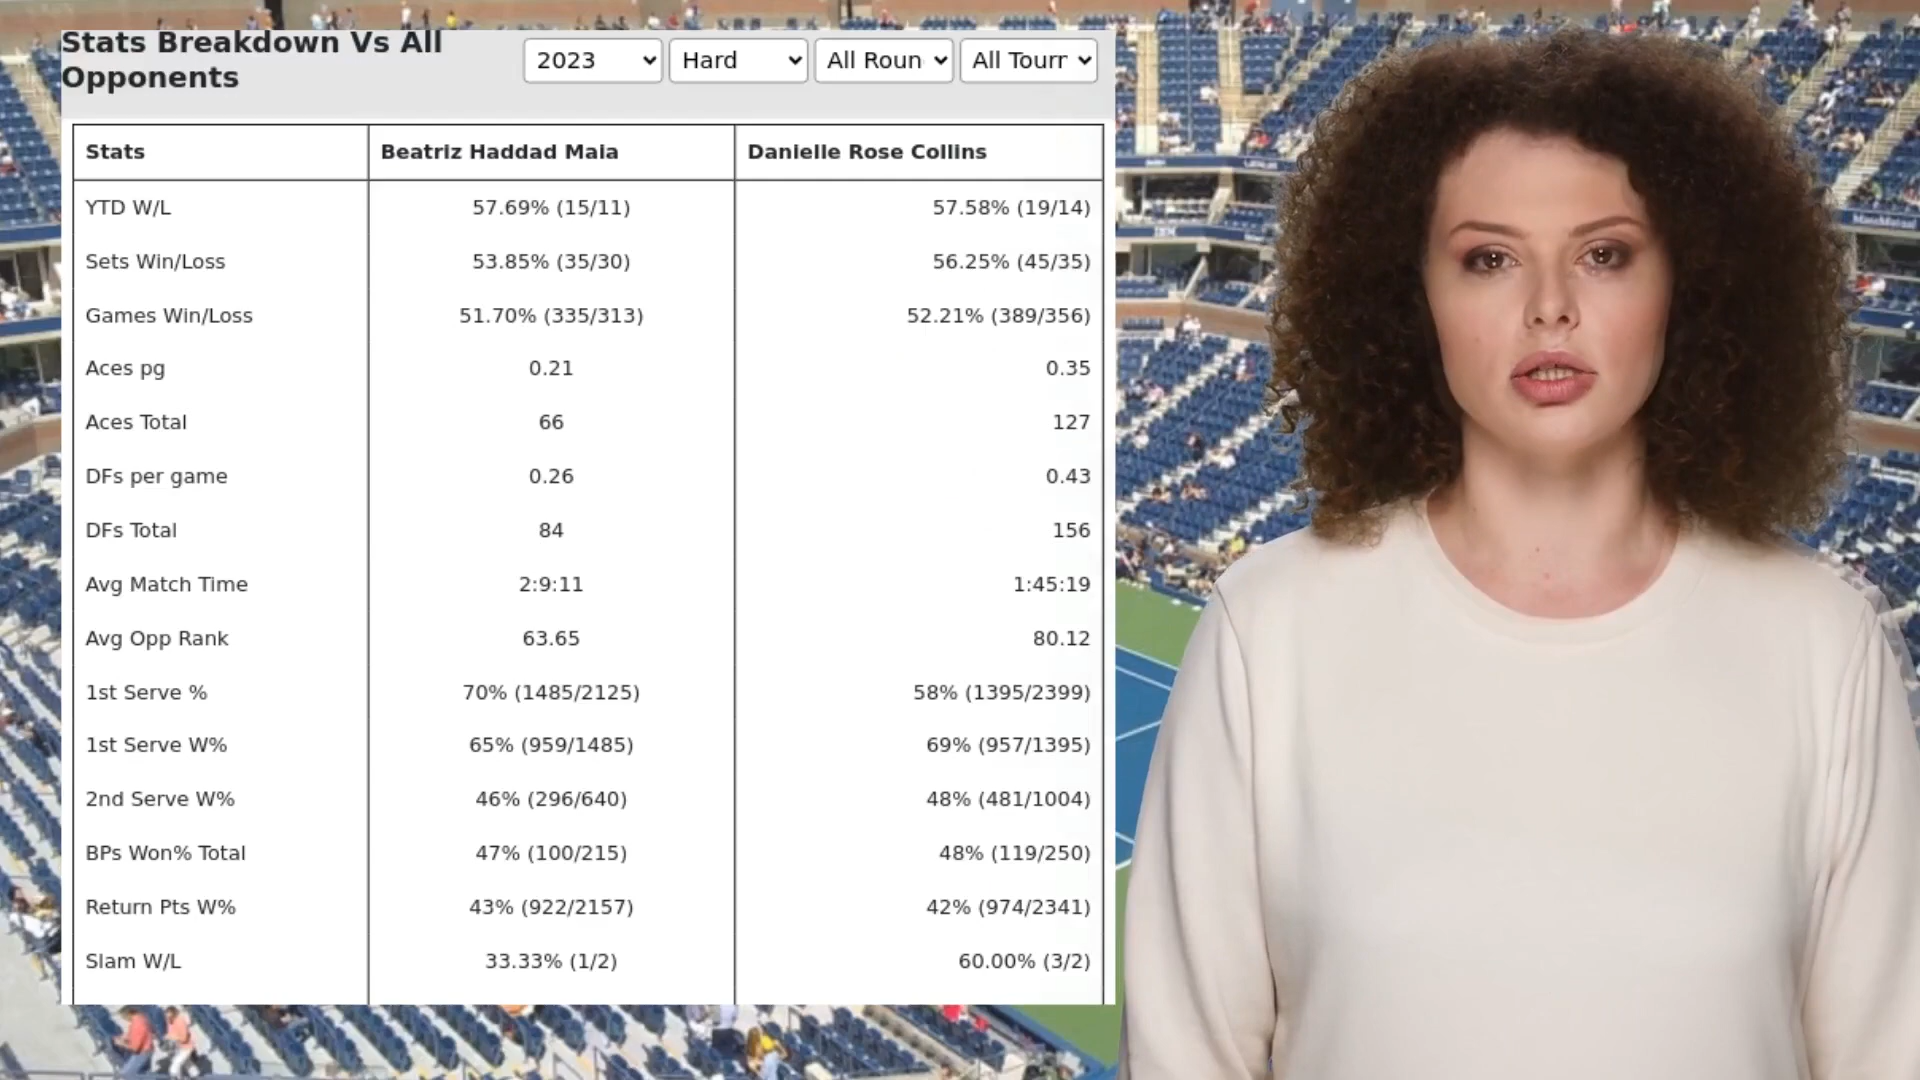 Stats Breakdown Vs All
Opponents
2023 Hard All Roun All Tourr
Stats Beatriz Haddad Maia Danielle Rose Collins
YTD W/L 57.69% (15/11) 57.58% (19/14)
Sets Win/Loss 53.85% (35/30) 56.25% (45/35)
Games Win/Loss 51.70% (335/313) 52.21% (389/356)
Aces pg 0.21 0.35
Aces Total 66 127
DFs per game 0.26 0.43
DFs Total 84 156
Avg Match Time 2:9:11 1:45:19
Avg Opp Rank 63.65 80.12
1st Serve % 70% (1485/2125) 58% (1395/2399)
1st Serve W% 65% (959/1485) 69% (957/1395)
2nd Serve W% 46% (296/640) 48% (481/1004)
BPs Won% Total 47% (100/215) 48% (119/250)
Return Pts W% 43% (922/2157) 42% (974/2341)
Slam W/L 33.33% (1/2) 60.00% (3/2)
IBM